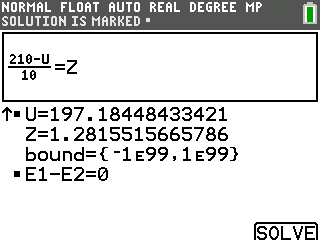 NORMAL FLOAT AUTO REAL DEGREE MP
SOLUTION IS MARKED ▪
210-U/10=Z
↑▪U=197.18448433421
Z=1.2815515665786
bound={-1ᴇ99,1ᴇ99}
▪E1-E2=0
SOLVE